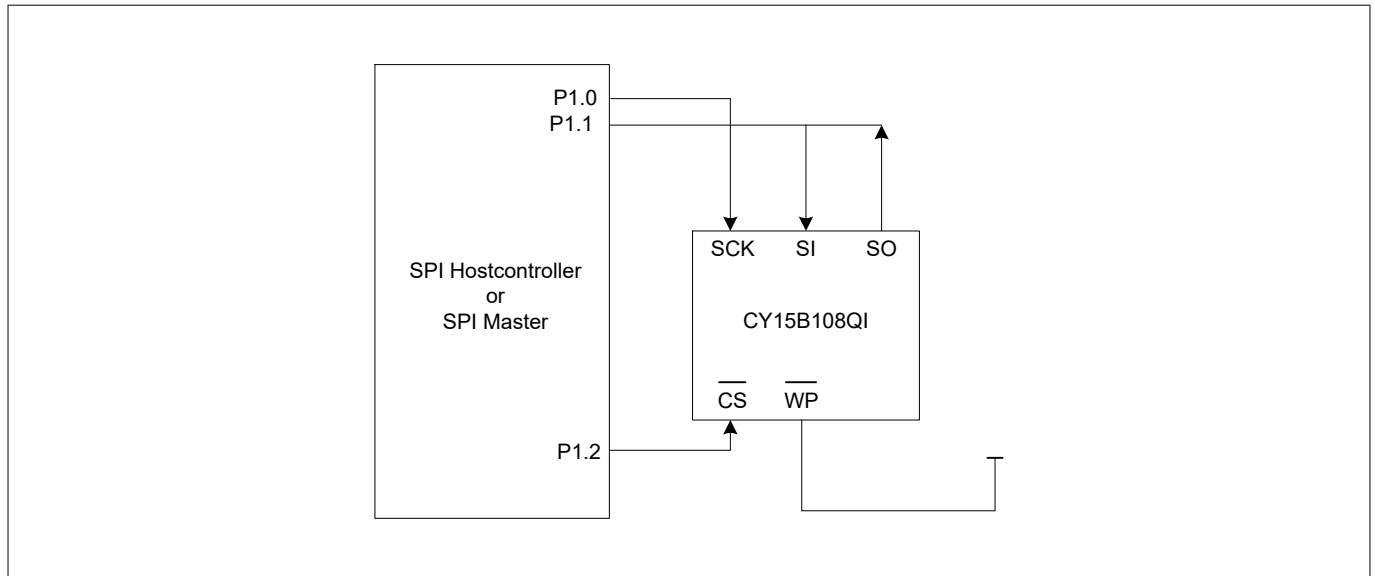 P1.0
P1.1
SPI Hostcontroller
or
SPI Master
P1.2
SCK SI SO
CY15B108QI
CS WP